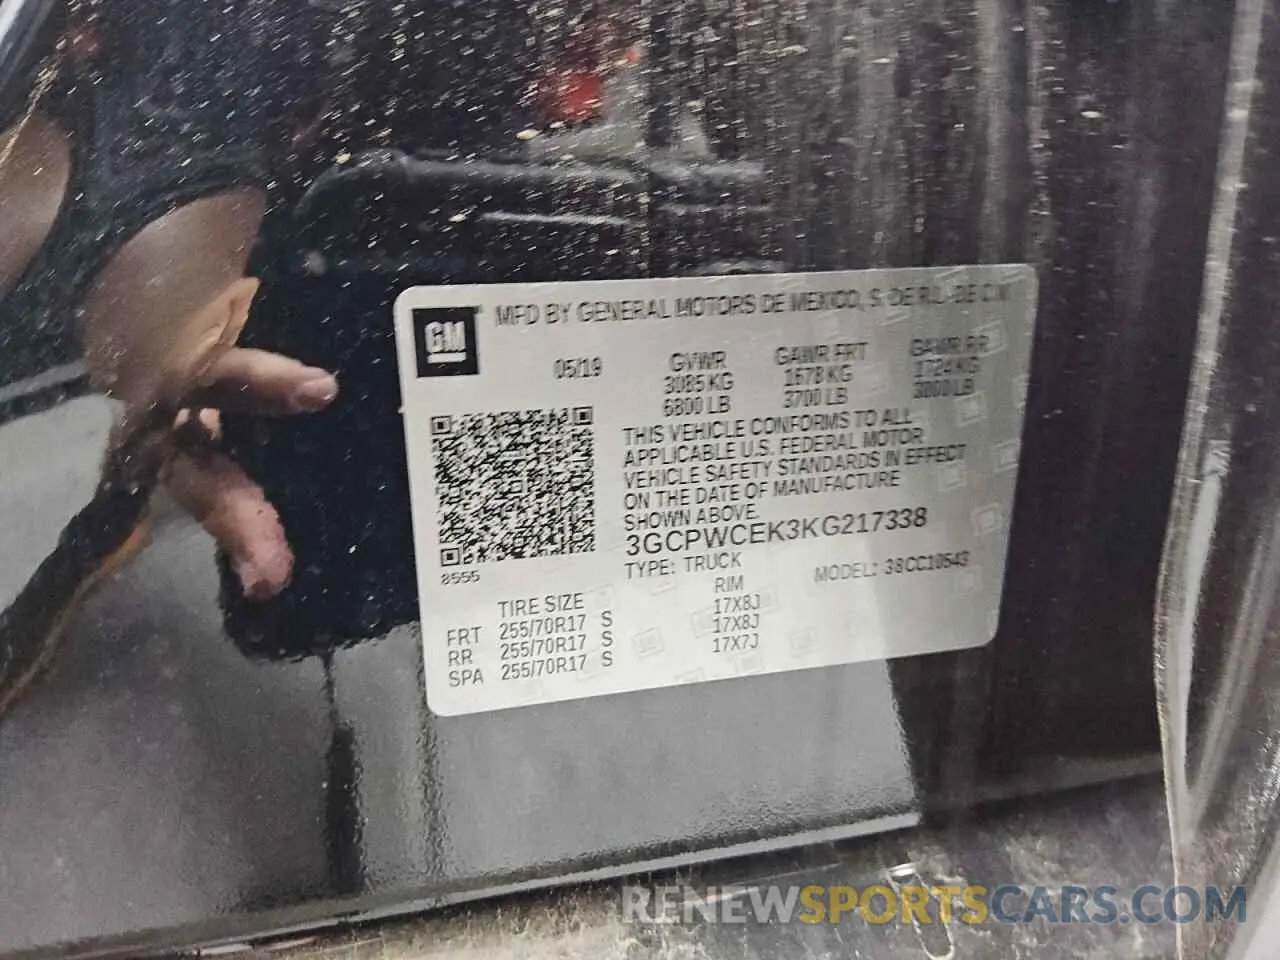 GM
MFD BY GENERAL MOTORS DE MEXICO, S. DE R.L. DE C.V.
05/19
GVWR GAWR FRT GAWR RR
3085 KG 1678 KG 1724 KG
6800 LB 3700 LB 3800 LB
THIS VEHICLE CONFORMS TO ALL
APPLICABLE U.S. FEDERAL MOTOR
VEHICLE SAFETY STANDARDS IN EFFECT
ON THE DATE OF MANUFACTURE
SHOWN ABOVE.
3GCPWCEK3KG217338
8555
TYPE: TRUCK MODEL: 38CC10543
TIRE SIZE RIM
FRT 255/70R17 S 17X8J
RR 255/70R17 S 17X8J
SPA 255/70R17 S 17X7J
RENEWSPORTSCARS.COM